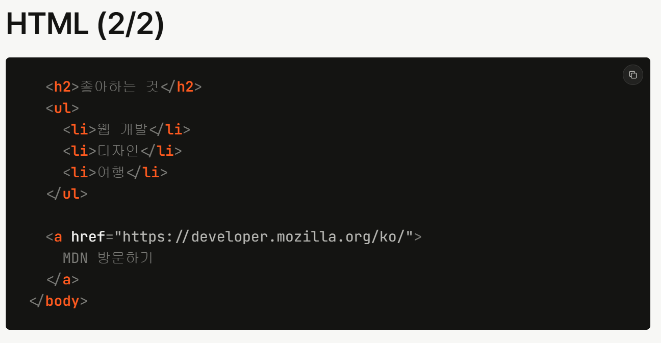 HTML (2/2)
<h2>좋아하는 것</h2>
<ul>
<li>웹 개발</li>
<li>디자인</li>
<li>여행</li>
</ul>
<a href="https://developer.mozilla.org/ko/">
MDN 방문하기
</a>
</body>